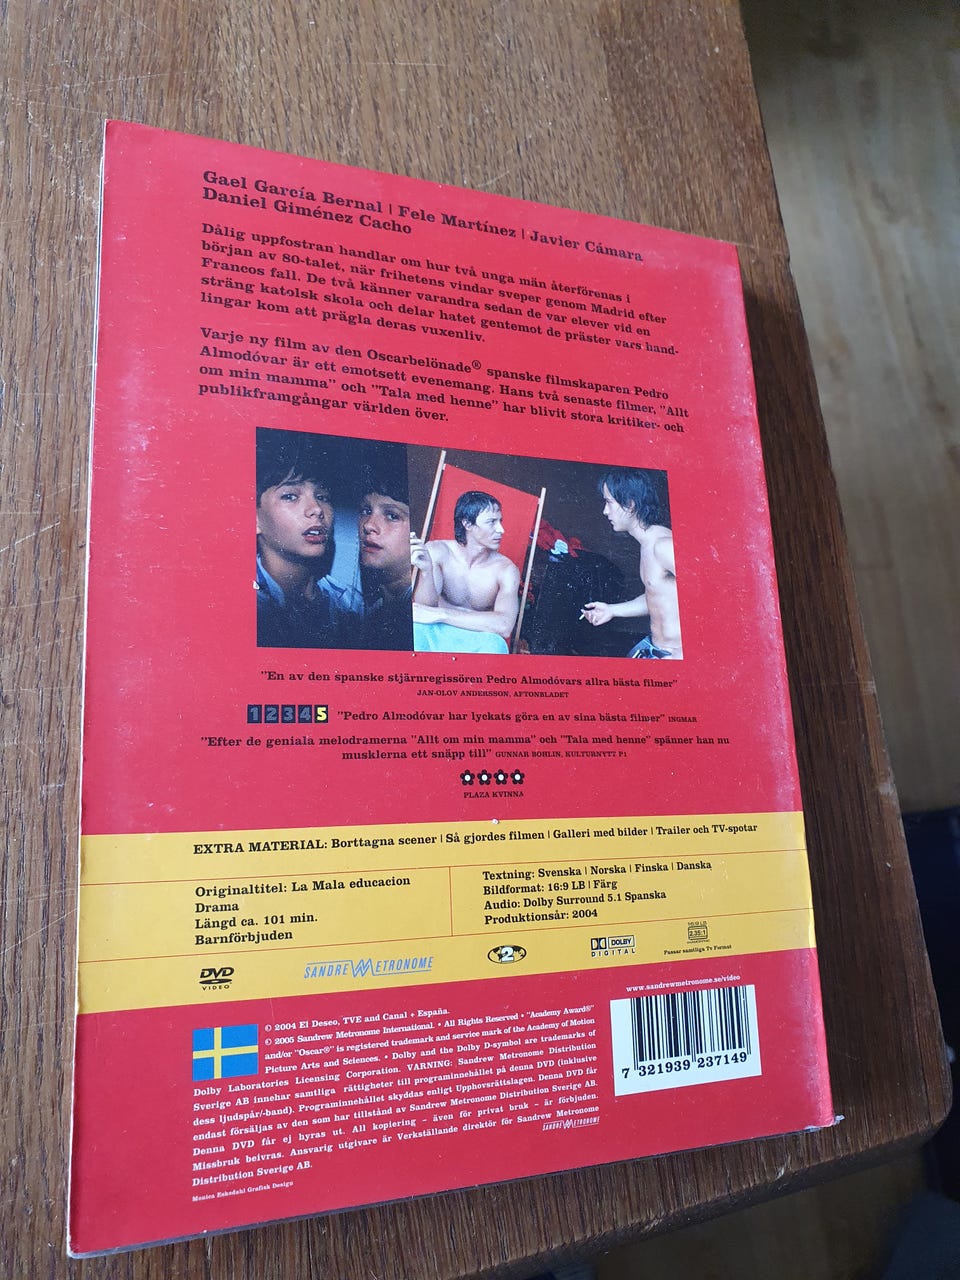 Gael García Bernal | Fele Martínez | Javier Cámara
Daniel Giménez Cacho
Dålig uppfostran handlar om hur två unga män återförenas i
början av 80-talet, när frihetens vindar sveper genom Madrid efter
Francos fall. De två känner varandra sedan de var elever vid en
sträng katolsk skola och delar hatet gentemot de präster vars hand-
lingar kom att prägla deras vuxenliv.
Varje ny film av den Oscarbelönade® spanske filmskaparen Pedro
Almodóvar är ett emotsett evenemang. Hans två senaste filmer, "Allt
om min mamma" och "Tala med henne" har blivit stora kritiker- och
publikframgångar världen över.
"En av den spanske stjärnregissören Pedro Almodóvars allra bästa filmer"
JAN-OLOV ANDERSSON, AFTONBLADET
1 2 3 4 5 "Pedro Almodóvar har lyckats göra en av sina bästa filmer" INGMAR
"Efter de geniala melodramerna "Allt om min mamma" och "Tala med henne" spänner han nu
musklerna ett snäpp till" GUNNAR BOHLIN, KULTURNYTT P1
PLAZA KVINNA
EXTRA MATERIAL: Borttagna scener | Så gjordes filmen | Galleri med bilder | Trailer och TV-spotar
Originaltitel: La Mala educacion
Drama
Längd ca. 101 min.
Barnförbjuden
Textning: Svenska | Norska | Finska | Danska
Bildformat: 16:9 LB | Färg
Audio: Dolby Surround 5.1 Spanska
Produktionsår: 2004
DVD
VIDEO
SANDREW METRONOME
2
DOLBY
DIGITAL
16:9 LB
2.35:1
Passar samtliga Tv Format
www.sandrewmetronome.se/video
7 321939 237149
© 2004 El Deseo, TVE and Canal + España.
© 2005 Sandrew Metronome International. • All Rights Reserved • "Academy Award®"
and/or "Oscar®" is registered trademark and service mark of the Academy of Motion
Picture Arts and Sciences. • Dolby and the Dolby D-symbol are trademarks of
Dolby Laboratories Licensing Corporation. VARNING: Sandrew Metronome Distribution
Sverige AB innehar samtliga rättigheter till programinnehållet på denna DVD (inklusive
dess ljudspår/-band). Programinnehållet skyddas enligt Upphovsrättslagen. Denna DVD får
endast försäljas av den som har tillstånd av Sandrew Metronome Distribution Sverige AB.
Denna DVD får ej hyras ut. All kopiering – även för privat bruk – är förbjuden.
Missbruk beivras. Ansvarig utgivare är Verkställande direktör för Sandrew Metronome
Distribution Sverige AB.
SANDREW METRONOME
Monica Eskedahl Grafisk Design